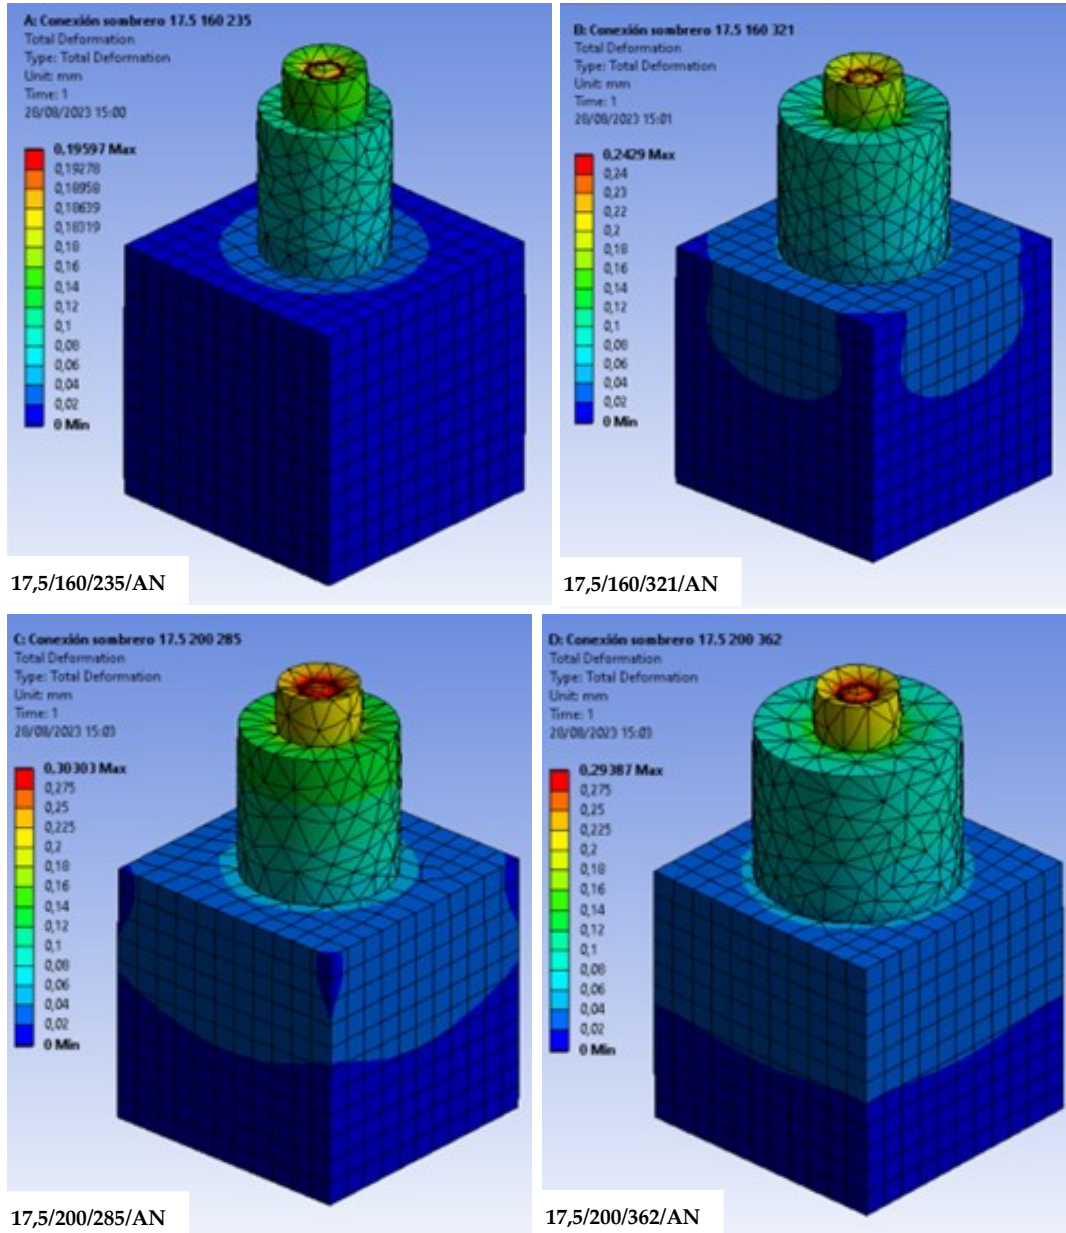 A: Conexión sombrero 17.5 160 235
Total Deformation
Type: Total Deformation
Unit: mm
Time: 1
28/08/2023 15:00
0,19597 Max
0,19278
0,18958
0,18639
0,18319
0,18
0,16
0,14
0,12
0,1
0,08
0,06
0,04
0,02
0 Min
17,5/160/235/AN
B: Conexión sombrero 17.5 160 321
Total Deformation
Type: Total Deformation
Unit: mm
Time: 1
28/08/2023 15:01
0,2429 Max
0,24
0,23
0,22
0,2
0,18
0,16
0,14
0,12
0,1
0,08
0,06
0,04
0,02
0 Min
17,5/160/321/AN
C: Conexión sombrero 17.5 200 285
Total Deformation
Type: Total Deformation
Unit: mm
Time: 1
28/08/2023 15:03
0,30303 Max
0,275
0,25
0,225
0,2
0,18
0,16
0,14
0,12
0,1
0,08
0,06
0,04
0,02
0 Min
17,5/200/285/AN
D: Conexión sombrero 17.5 200 362
Total Deformation
Type: Total Deformation
Unit: mm
Time: 1
28/08/2023 15:03
0,29387 Max
0,275
0,25
0,225
0,2
0,18
0,16
0,14
0,12
0,1
0,08
0,06
0,04
0,02
0 Min
17,5/200/362/AN